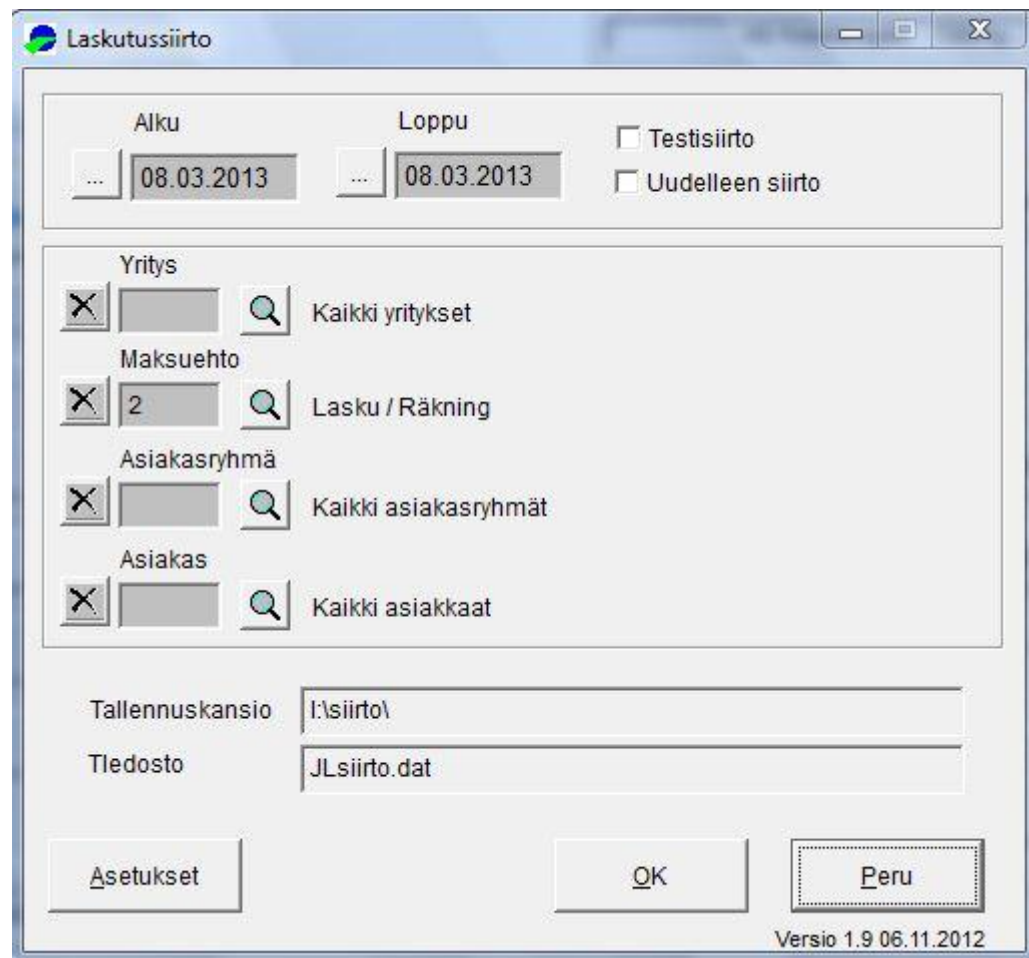 Laskutussiirto
Alku Loppu
... 08.03.2013 ... 08.03.2013
Testisiirto
Uudelleen siirto
Yritys
Kaikki yritykset
Maksuehto
2 Lasku / Räkning
Asiakasryhmä
Kaikki asiakasryhmät
Asiakas
Kaikki asiakkaat
Tallennuskansio I:\siirto\
TIedosto JLsiirto.dat
Asetukset OK Peru
Versio 1.9 06.11.2012